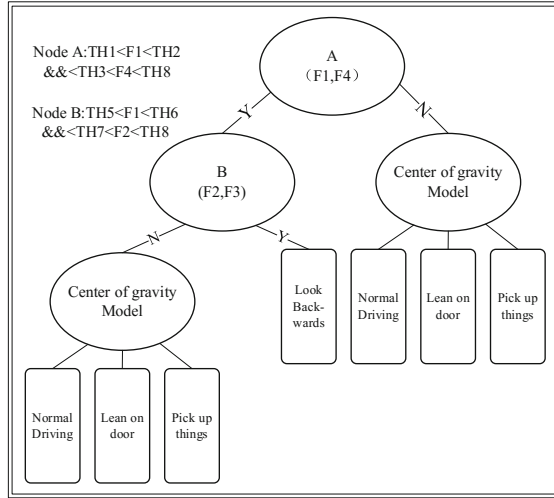 Node A:TH1<F1<TH2
&&<TH3<F4<TH8
Node B:TH5<F1<TH6
&&<TH7<F2<TH8
A
(F1,F4)
Y
N
B
(F2,F3)
Center of gravity
Model
N
Y
Center of gravity
Model
Look
Back-
wards
Normal
Driving
Lean on
door
Pick up
things
Normal
Driving
Lean on
door
Pick up
things